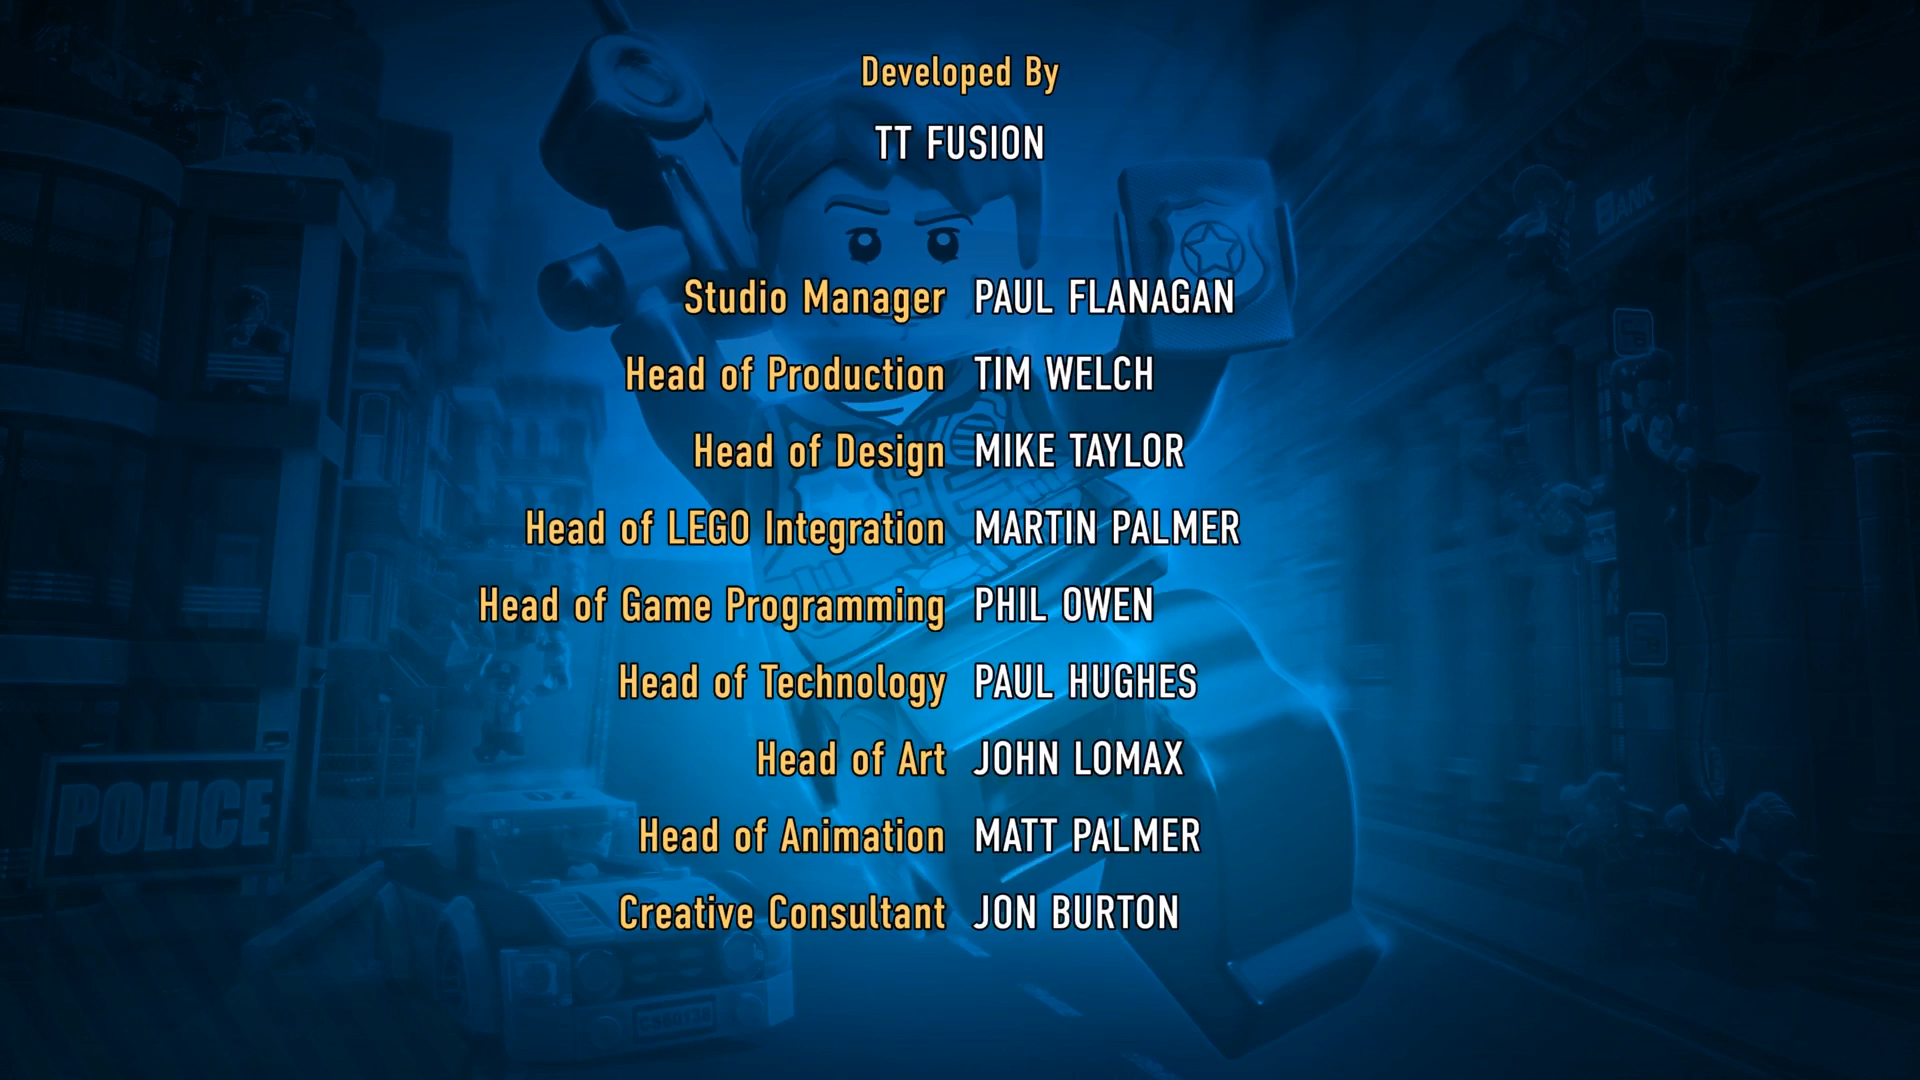 Developed By
TT FUSION
Studio Manager PAUL FLANAGAN
Head of Production TIM WELCH
Head of Design MIKE TAYLOR
Head of LEGO Integration MARTIN PALMER
Head of Game Programming PHIL OWEN
Head of Technology PAUL HUGHES
Head of Art JOHN LOMAX
Head of Animation MATT PALMER
Creative Consultant JON BURTON
BANK
POLICE